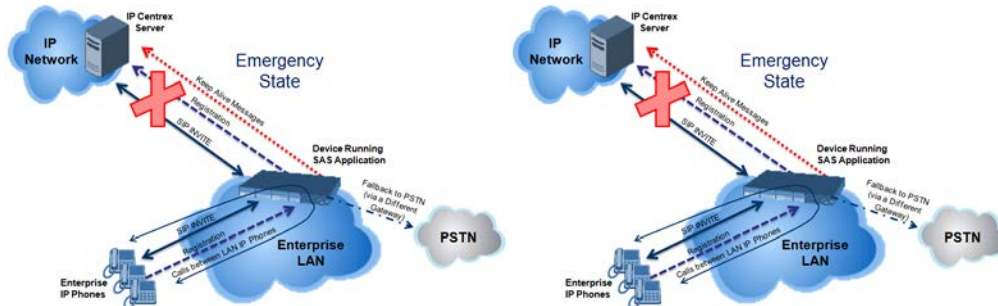 IP Centrex
Server
IP
Network
Emergency
State
Keep Alive Messages
Registration
SIP INVITE
Device Running
SAS Application
Fallback to PSTN
(via a Different
Gateway)
SIP INVITE
Registration
Calls between LAN IP Phones
Enterprise
LAN
PSTN
Enterprise
IP Phones
IP Centrex
Server
IP
Network
Emergency
State
Keep Alive Messages
Registration
SIP INVITE
Device Running
SAS Application
Fallback to PSTN
(via a Different
Gateway)
SIP INVITE
Registration
Calls between LAN IP Phones
Enterprise
LAN
PSTN
Enterprise
IP Phones